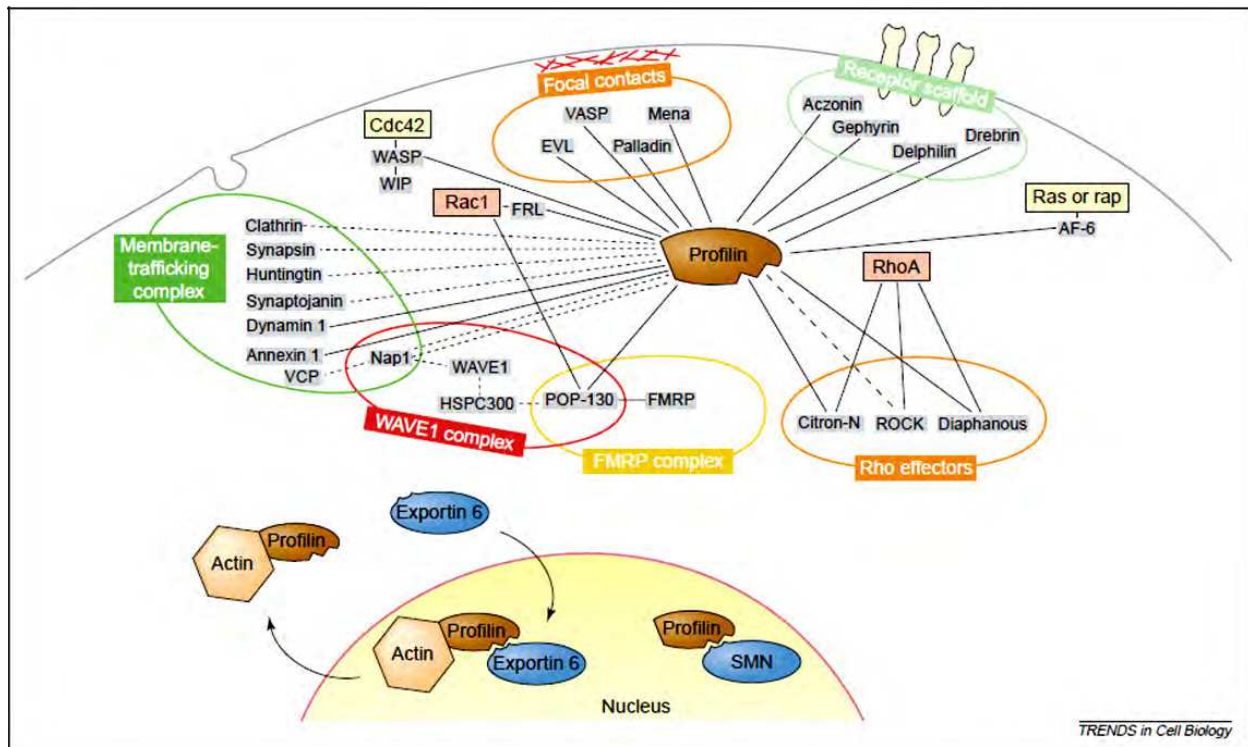 Focal contacts
VASP
Mena
EVL
Palladin
Receptor scaffold
Aczonin
Gephyrin
Drebrin
Delphilin
Cdc42
WASP
WIP
Rac1
FRL
Ras or rap
AF-6
Profilin
RhoA
Membrane-
trafficking
complex
Clathrin
Synapsin
Huntingtin
Synaptojanin
Dynamin 1
Annexin 1
VCP
Nap1
WAVE1
HSPC300
POP-130
FMRP
WAVE1 complex
FMRP complex
Citron-N
ROCK
Diaphanous
Rho effectors
Exportin 6
Profilin
Actin
Profilin
Actin
Exportin 6
Profilin
SMN
Nucleus
TRENDS in Cell Biology